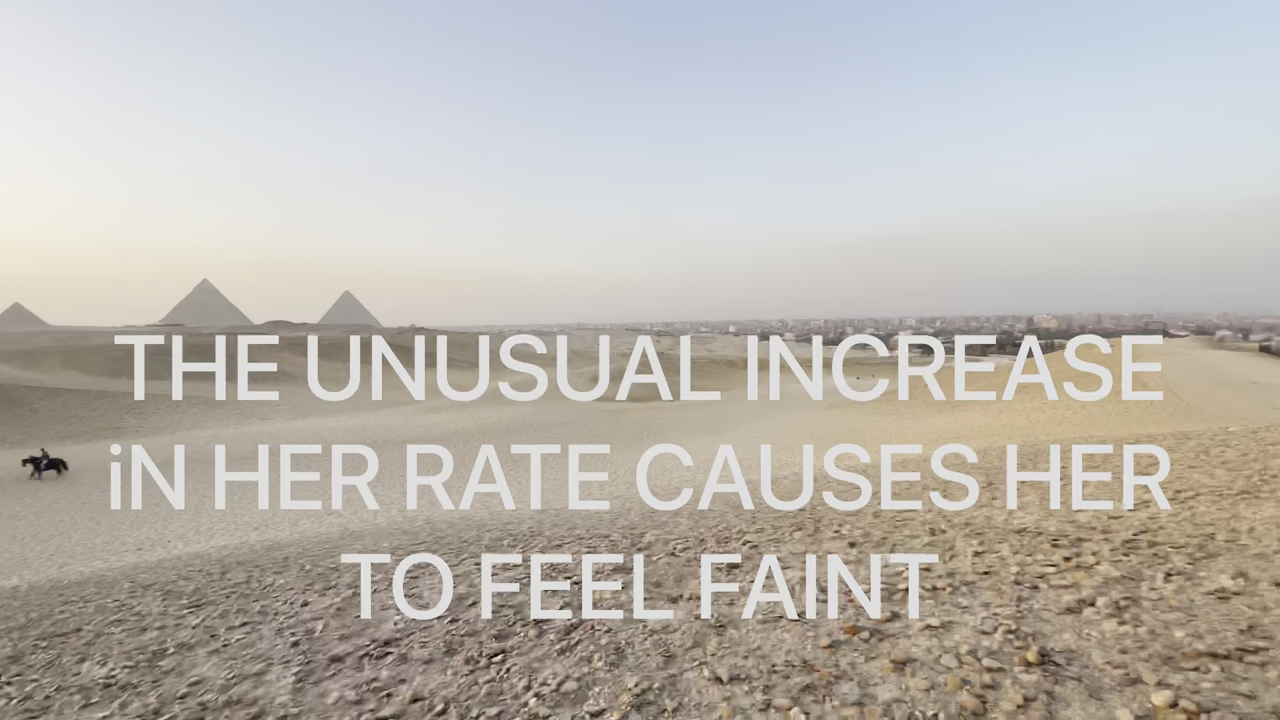 THE UNUSUAL INCREASE
iN HER RATE CAUSES HER
TO FEEL FAINT